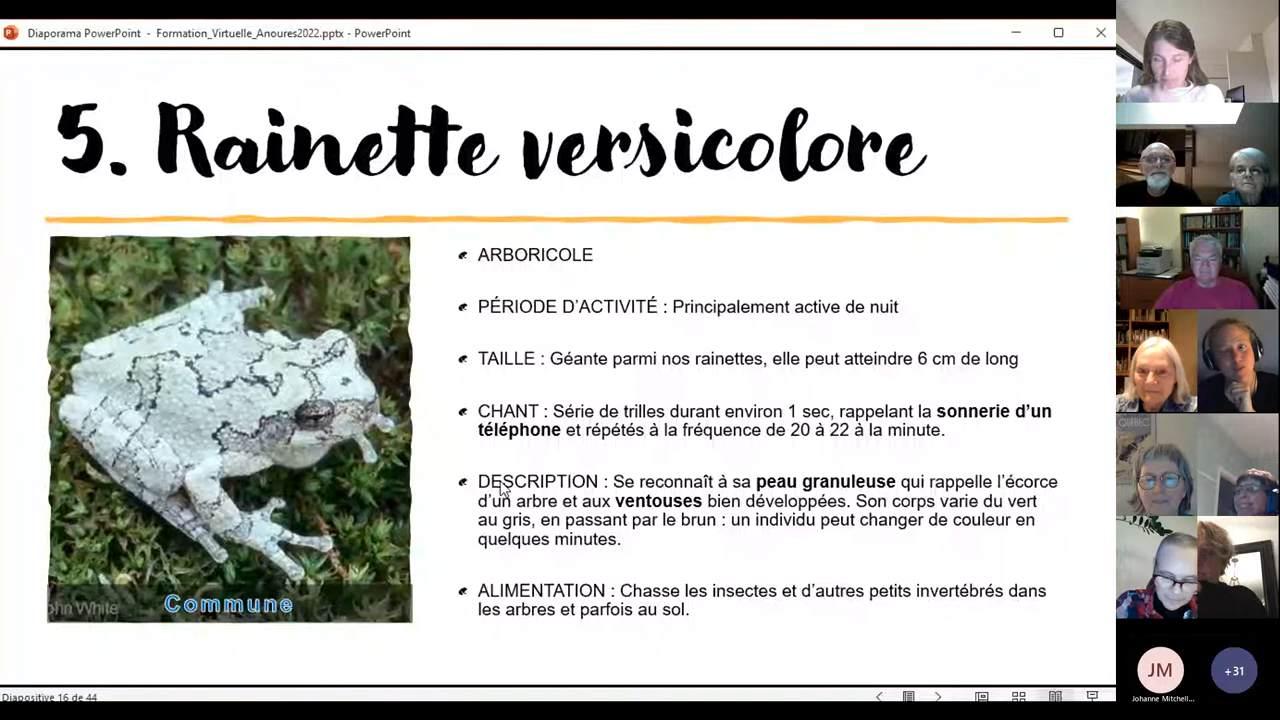 Diaporama PowerPoint - Formation_Virtuelle_Anoures2022.pptx - PowerPoint
5. Rainette versicolore
ARBORICOLE
PÉRIODE D'ACTIVITÉ : Principalement active de nuit
TAILLE : Géante parmi nos rainettes, elle peut atteindre 6 cm de long
CHANT : Série de trilles durant environ 1 sec, rappelant la sonnerie d'un
téléphone et répétés à la fréquence de 20 à 22 à la minute.
DESCRIPTION : Se reconnaît à sa peau granuleuse qui rappelle l'écorce
d'un arbre et aux ventouses bien développées. Son corps varie du vert
au gris, en passant par le brun : un individu peut changer de couleur en
quelques minutes.
ALIMENTATION : Chasse les insectes et d'autres petits invertébrés dans
les arbres et parfois au sol.
Commune
White
Diapositive 16 de 44
QUÉBEC
JM
+31
Johanne Mitchell...